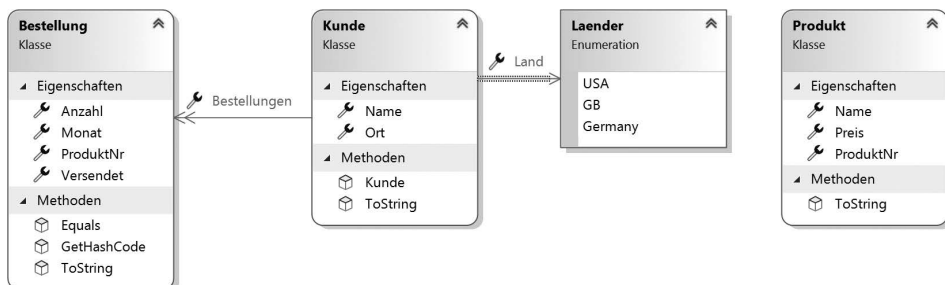 Bestellung
Klasse
Eigenschaften
Anzahl
Monat
ProduktNr
Versendet
Methoden
Equals
GetHashCode
ToString
Bestellungen
Kunde
Klasse
Eigenschaften
Name
Ort
Methoden
Kunde
ToString
Land
Laender
Enumeration
USA
GB
Germany
Produkt
Klasse
Eigenschaften
Name
Preis
ProduktNr
Methoden
ToString